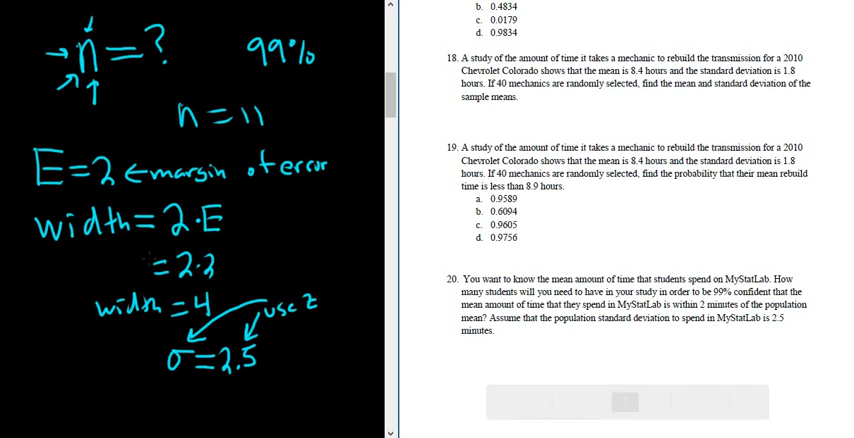 n = ?
99%
n = 11
E = 2 ← margin of error
width = 2 · E
= 2 · 2
width = 4
use z
σ = 2.5
b. 0.4834
c. 0.0179
d. 0.9834
18. A study of the amount of time it takes a mechanic to rebuild the transmission for a 2010
Chevrolet Colorado shows that the mean is 8.4 hours and the standard deviation is 1.8
hours. If 40 mechanics are randomly selected, find the mean and standard deviation of the
sample means.
19. A study of the amount of time it takes a mechanic to rebuild the transmission for a 2010
Chevrolet Colorado shows that the mean is 8.4 hours and the standard deviation is 1.8
hours. If 40 mechanics are randomly selected, find the probability that their mean rebuild
time is less than 8.9 hours.
a. 0.9589
b. 0.6094
c. 0.9605
d. 0.9756
20. You want to know the mean amount of time that students spend on MyStatLab. How
many students will you need to have in your study in order to be 99% confident that the
mean amount of time that they spend in MyStatLab is within 2 minutes of the population
mean? Assume that the population standard deviation to spend in MyStatLab is 2.5
minutes.